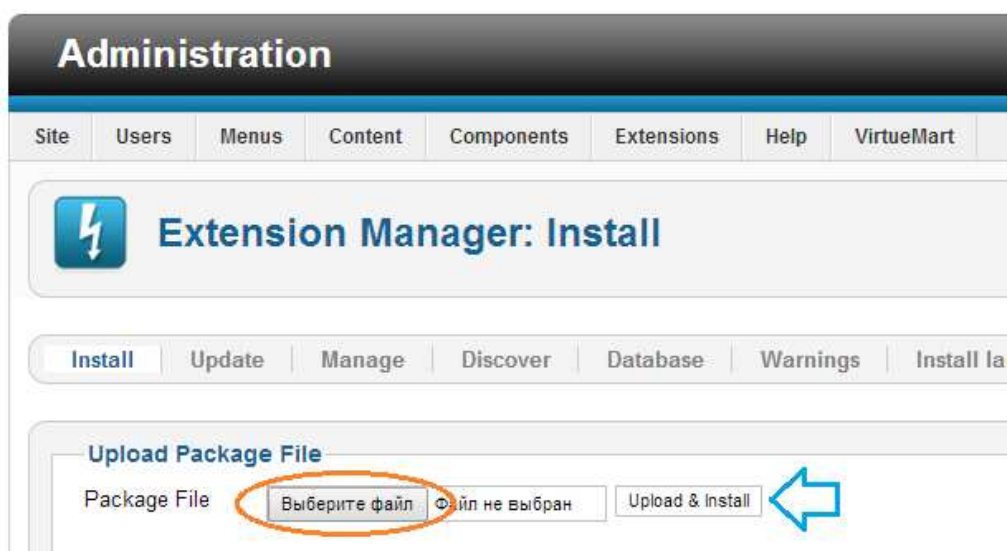 Administration
Site Users Menus Content Components Extensions Help VirtueMart
Extension Manager: Install
Install Update Manage Discover Database Warnings Install la
Upload Package File
Package File Выберите файл Файл не выбран Upload & Install